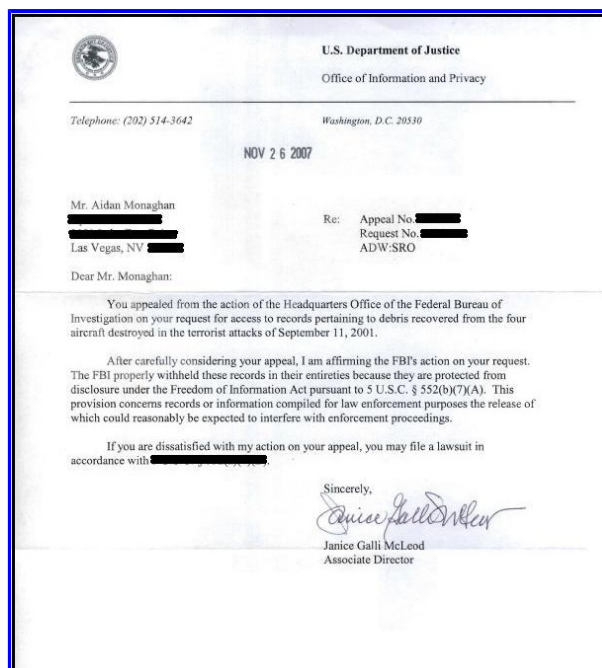 U.S. Department of Justice
Office of Information and Privacy
Telephone: (202) 514-3642
Washington, D.C. 20530
NOV 26 2007
Mr. Aidan Monaghan
Las Vegas, NV
Re: Appeal No.
Request No.
ADW:SRO
Dear Mr. Monaghan:
You appealed from the action of the Headquarters Office of the Federal Bureau of
Investigation on your request for access to records pertaining to debris recovered from the four
aircraft destroyed in the terrorist attacks of September 11, 2001.
After carefully considering your appeal, I am affirming the FBI's action on your request.
The FBI properly withheld these records in their entireties because they are protected from
disclosure under the Freedom of Information Act pursuant to 5 U.S.C. § 552(b)(7)(A). This
provision concerns records or information compiled for law enforcement purposes the release of
which could reasonably be expected to interfere with enforcement proceedings.
If you are dissatisfied with my action on your appeal, you may file a lawsuit in
accordance with
Sincerely,
Janice Galli McLeod
Janice Galli McLeod
Associate Director